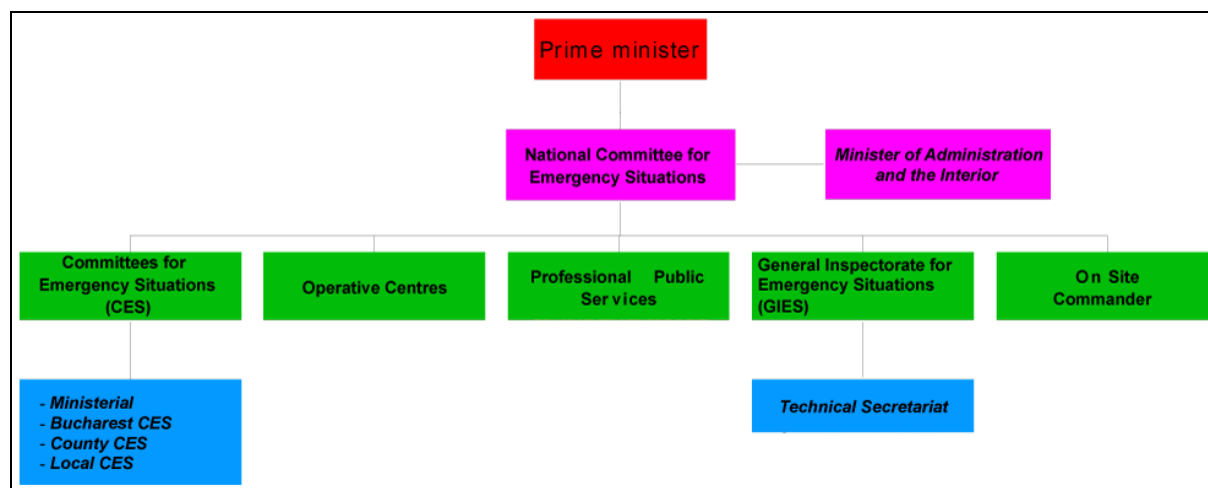 Prime minister
National Committee for
Emergency Situations
Minister of Administration
and the Interior
Committees for
Emergency Situations
(CES)
Operative Centres
Professional Public
Services
General Inspectorate for
Emergency Situations
(GIES)
On Site
Commander
- Ministerial
- Bucharest CES
- County CES
- Local CES
Technical Secretariat